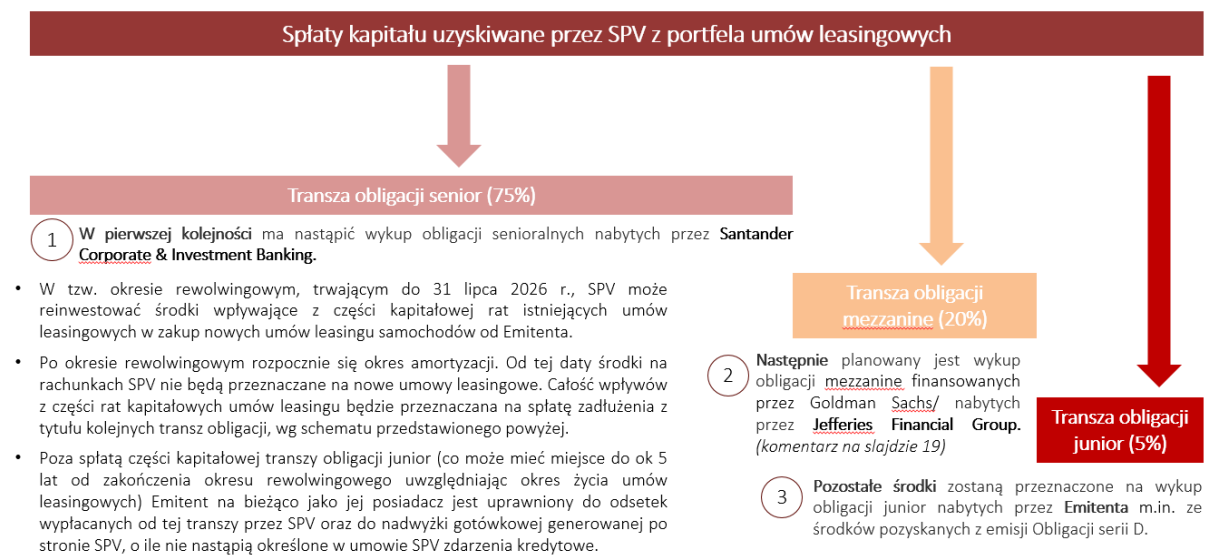 Spłaty kapitału uzyskiwane przez SPV z portfela umów leasingowych
Transza obligacji senior (75%)
1
W pierwszej kolejności ma nastąpić wykup obligacji senioralnych nabytych przez Santander
Corporate & Investment Banking.
• W tzw. okresie rewolwingowym, trwającym do 31 lipca 2026 r., SPV może
reinwestować środki wpływające z części kapitałowej rat istniejących umów
leasingowych w zakup nowych umów leasingu samochodów od Emitenta.
• Po okresie rewolwingowym rozpocznie się okres amortyzacji. Od tej daty środki na
rachunkach SPV nie będą przeznaczane na nowe umowy leasingowe. Całość wpływów
z części rat kapitałowych umów leasingu będzie przeznaczana na spłatę zadłużenia z
tytułu kolejnych transz obligacji, wg schematu przedstawionego powyżej.
• Poza spłatą części kapitałowej transzy obligacji junior (co może mieć miejsce do ok 5
lat od zakończenia okresu rewolwingowego uwzględniając okres życia umów
leasingowych) Emitent na bieżąco jako jej posiadacz jest uprawniony do odsetek
wypłacanych od tej transzy przez SPV oraz do nadwyżki gotówkowej generowanej po
stronie SPV, o ile nie nastąpią określone w umowie SPV zdarzenia kredytowe.
Transza obligacji
mezzanine (20%)
2
Następnie planowany jest wykup
obligacji mezzanine finansowanych
przez Goldman Sachs/ nabytych
przez Jefferies Financial Group.
(komentarz na slajdzie 19)
Transza obligacji
junior (5%)
3
Pozostałe środki zostaną przeznaczone na wykup
obligacji junior nabytych przez Emitenta m.in. ze
środków pozyskanych z emisji Obligacji serii D.